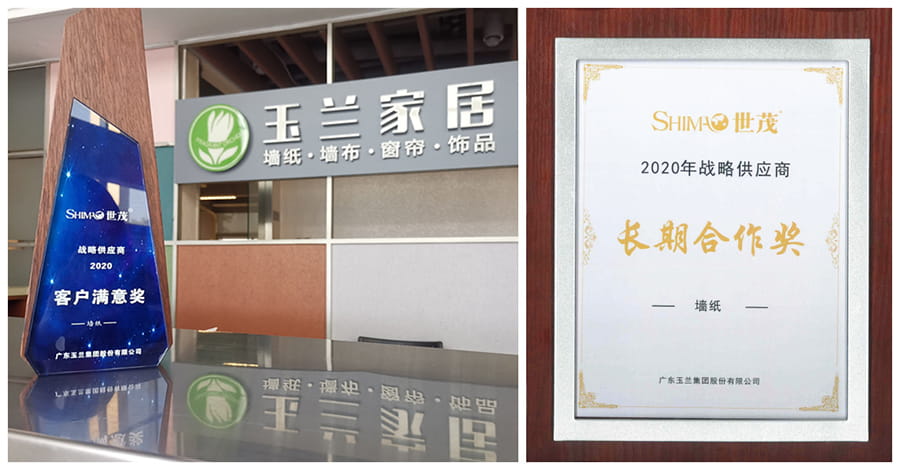 SHIMAO世茂
战略供应商
2020
客户满意奖
墙纸
广东玉兰集团股份有限公司
玉兰家居
墙纸·墙布·窗帘·饰品
SHIMAO世茂
2020年战略供应商
长期合作奖
墙纸
广东玉兰集团股份有限公司